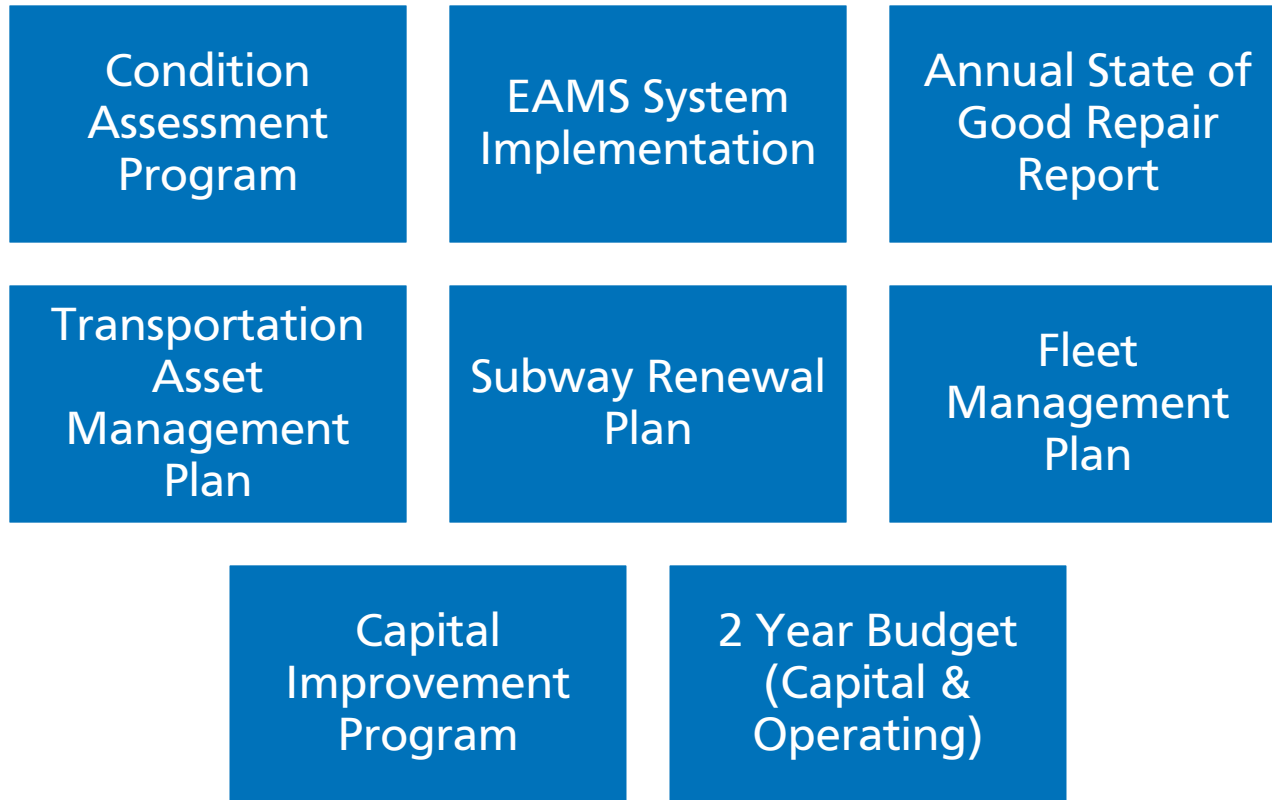 Condition
Assessment
Program
EAMS System
Implementation
Annual State of
Good Repair
Report
Transportation
Asset
Management
Plan
Subway Renewal
Plan
Fleet
Management
Plan
Capital
Improvement
Program
2 Year Budget
(Capital &
Operating)